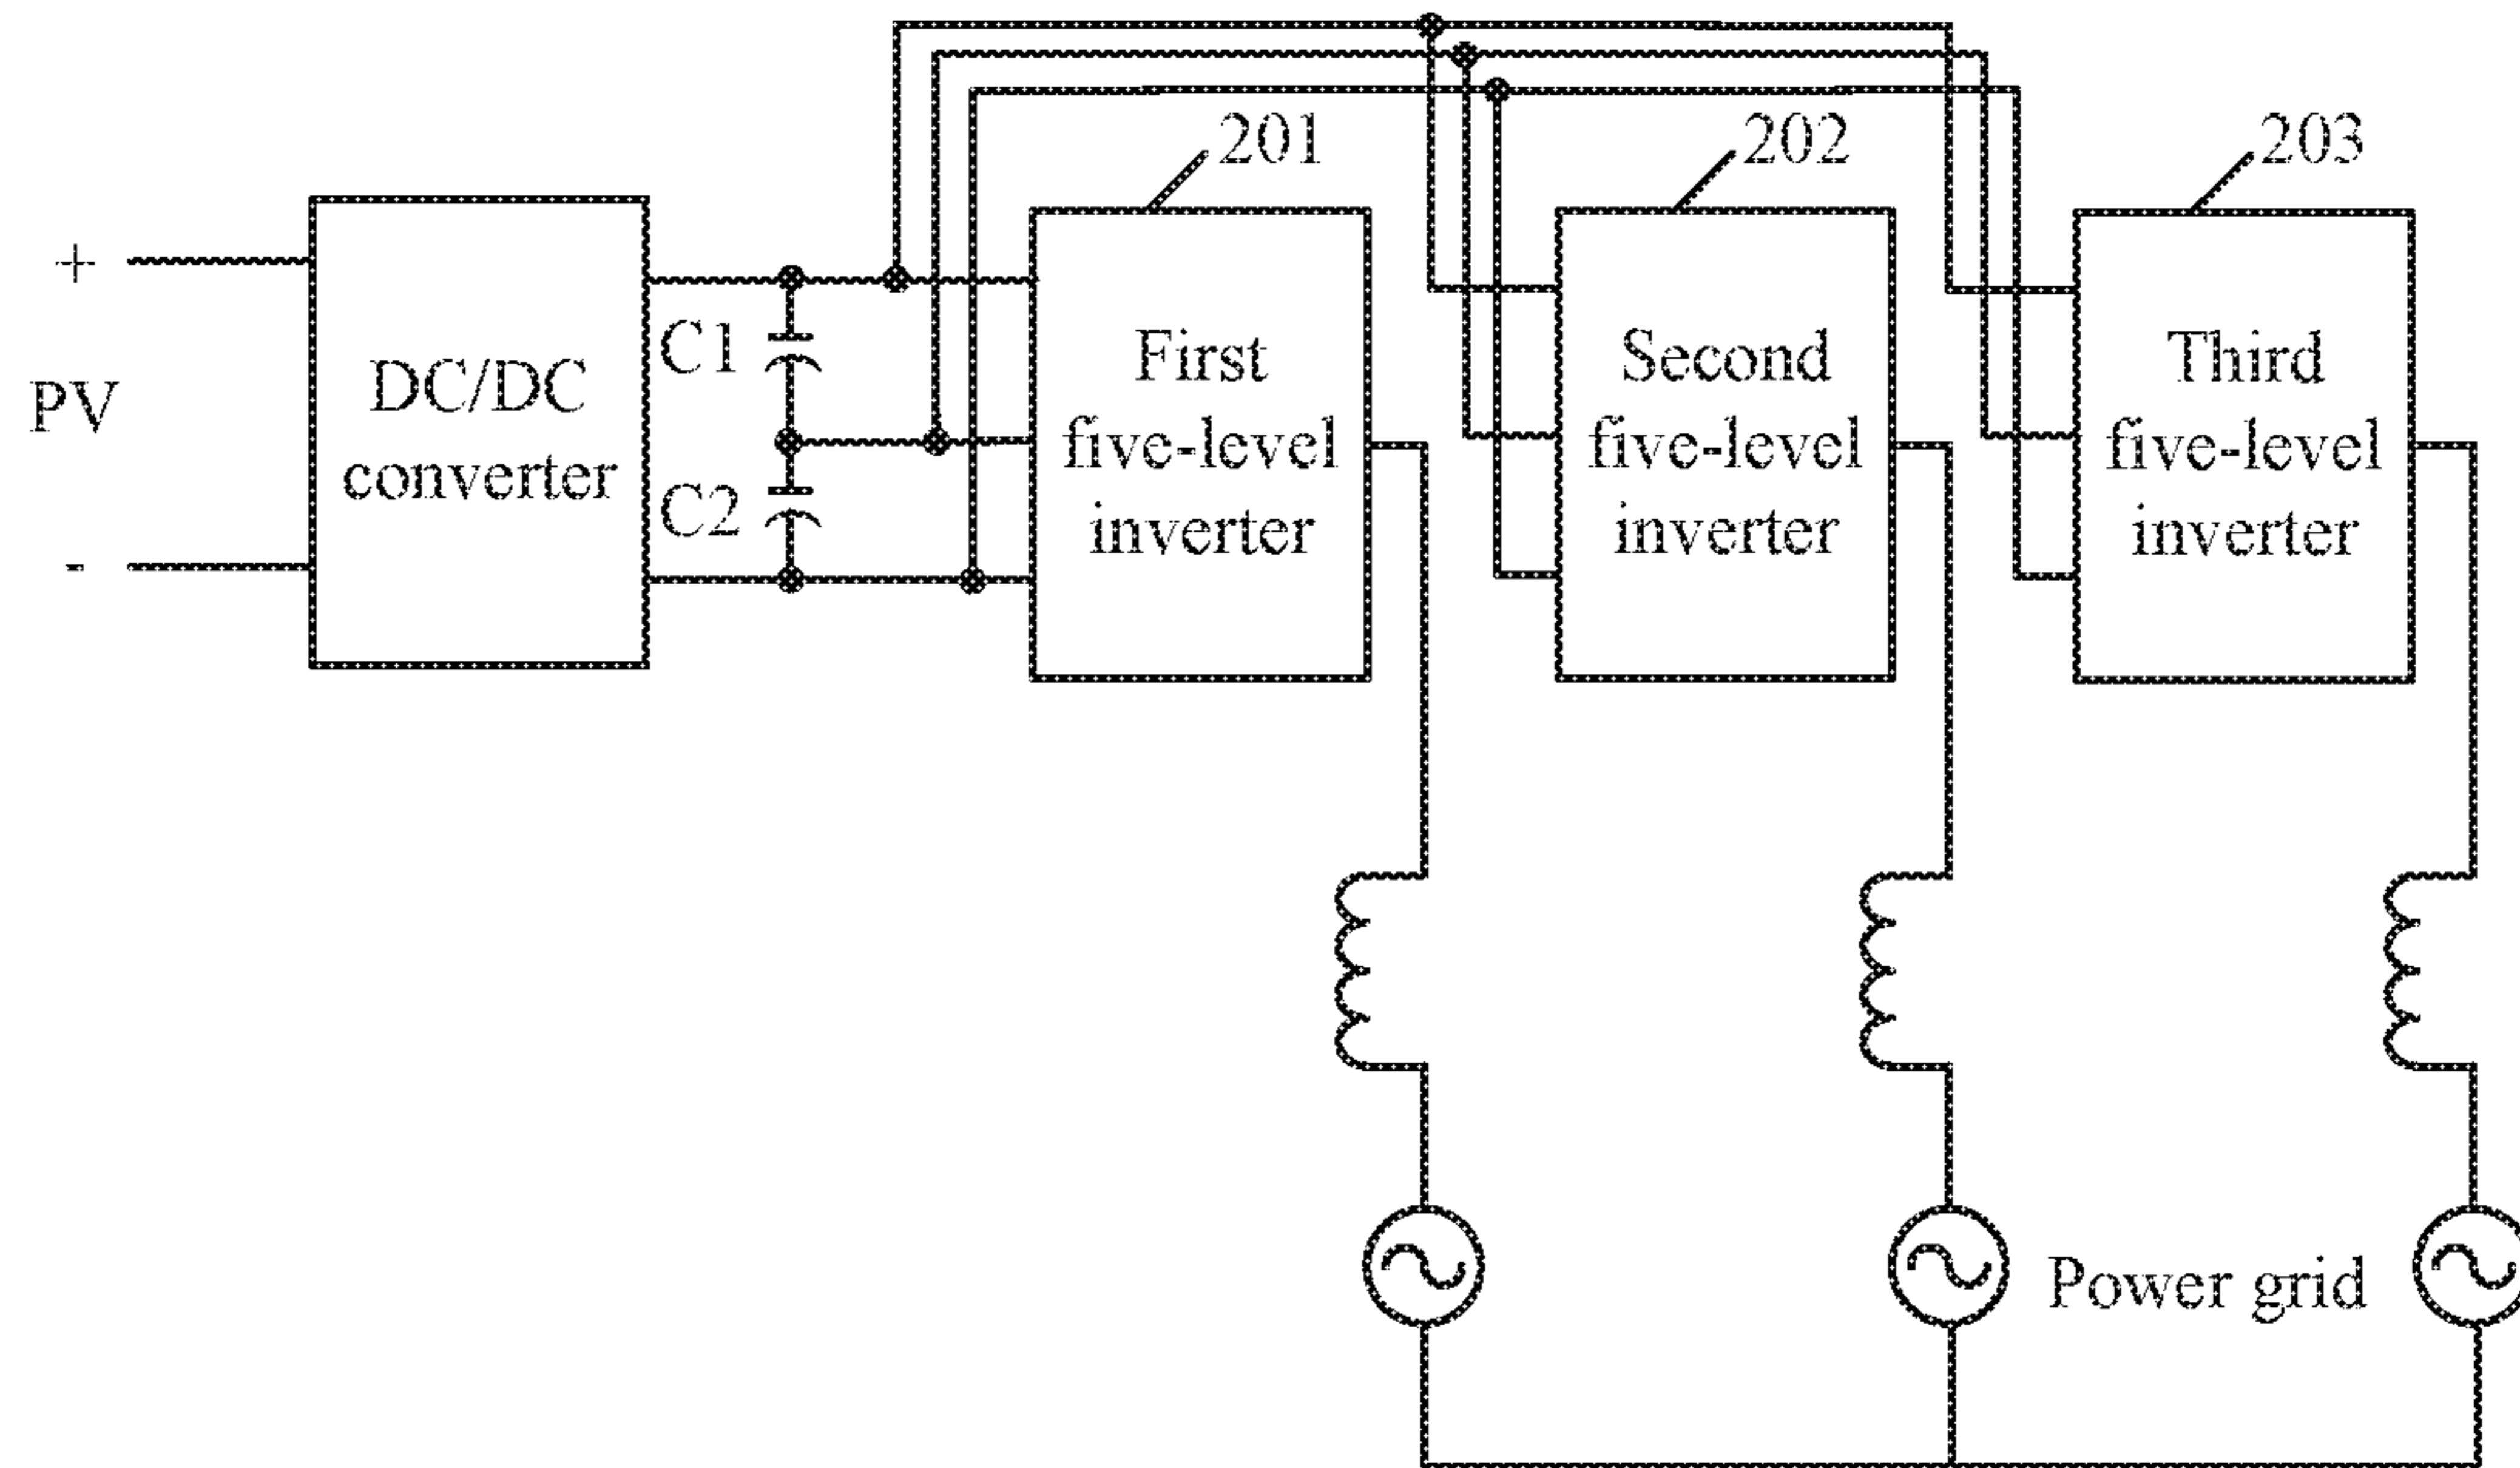 201
202
203
+
PV
-
DC/DC
converter
C1
C2
First
five-level
inverter
Second
five-level
inverter
Third
five-level
inverter
Power grid